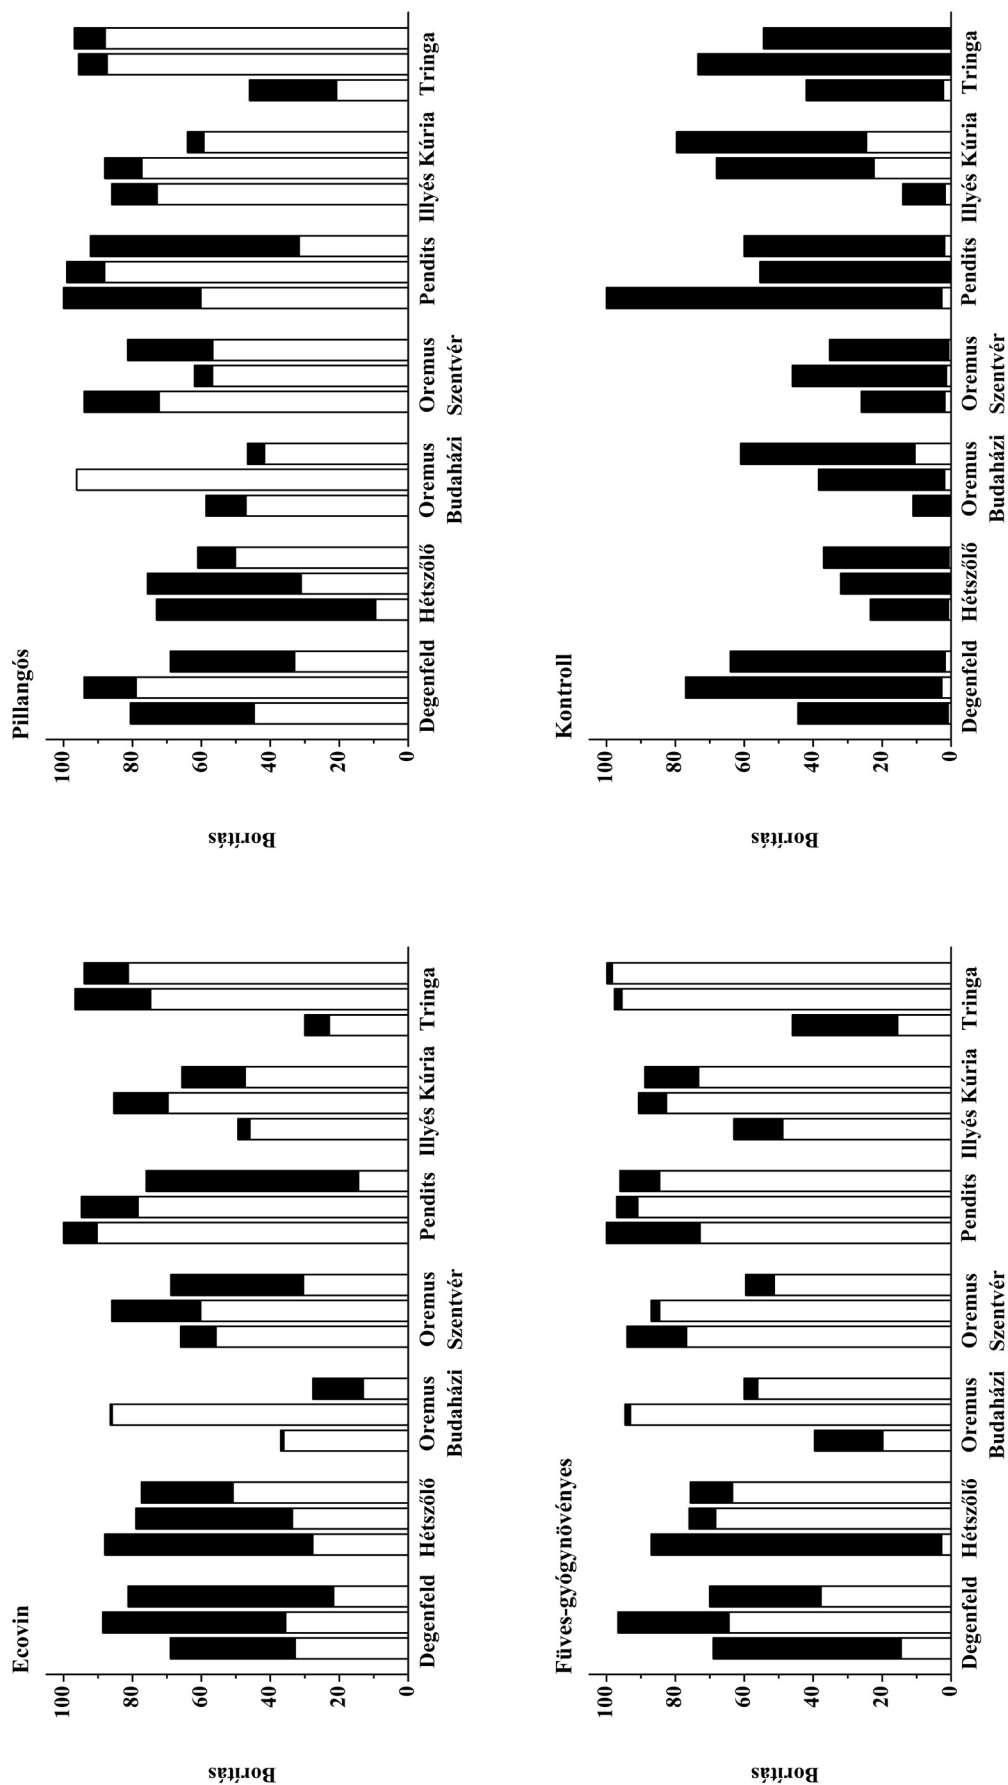 Ecovin
Borítás
100
80
60
40
20
0
Degenfeld
Hétszőlő
Oremus
Budaházi
Oremus
Szentvér
Pendits
Illyés Kúria
Tringa
Pillangós
Borítás
100
80
60
40
20
0
Degenfeld
Hétszőlő
Oremus
Budaházi
Oremus
Szentvér
Pendits
Illyés Kúria
Tringa
Füves-gyógynövényes
Borítás
100
80
60
40
20
0
Degenfeld
Hétszőlő
Oremus
Budaházi
Oremus
Szentvér
Pendits
Illyés Kúria
Tringa
Kontroll
Borítás
100
80
60
40
20
0
Degenfeld
Hétszőlő
Oremus
Budaházi
Oremus
Szentvér
Pendits
Illyés Kúria
Tringa